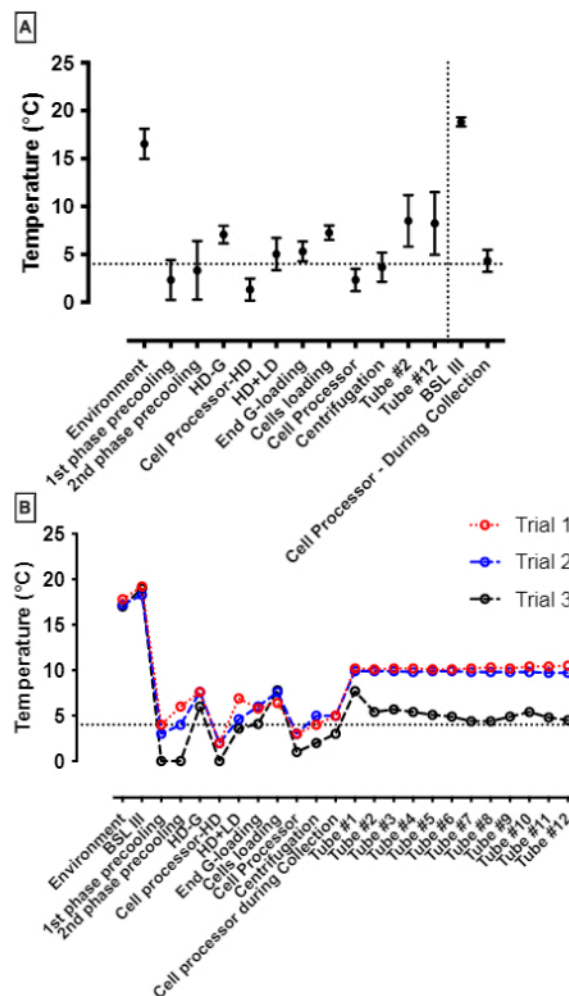 A
25
20
15
10
5
0
Temperature (°C)
Environment
1st phase precooling
2nd phase precooling
HD-G
Cell Processor-HD
HD+LD
End G-loading
Cells loading
Cell Processor
Centrifugation
Tube #2
Tube #12
BSL III
Cell Processor - During Collection
B
25
20
15
10
5
0
Temperature (°C)
Trial 1
Trial 2
Trial 3
Environment
BSL III
1st phase precooling
2nd phase precooling
HD-G
Cell processor-HD
HD+LD
End G-loading
Cells loading
Cell Processor
Centrifugation
Cell processor during Collection
Tube #1
Tube #2
Tube #3
Tube #4
Tube #5
Tube #6
Tube #7
Tube #8
Tube #9
Tube #10
Tube #11
Tube #12